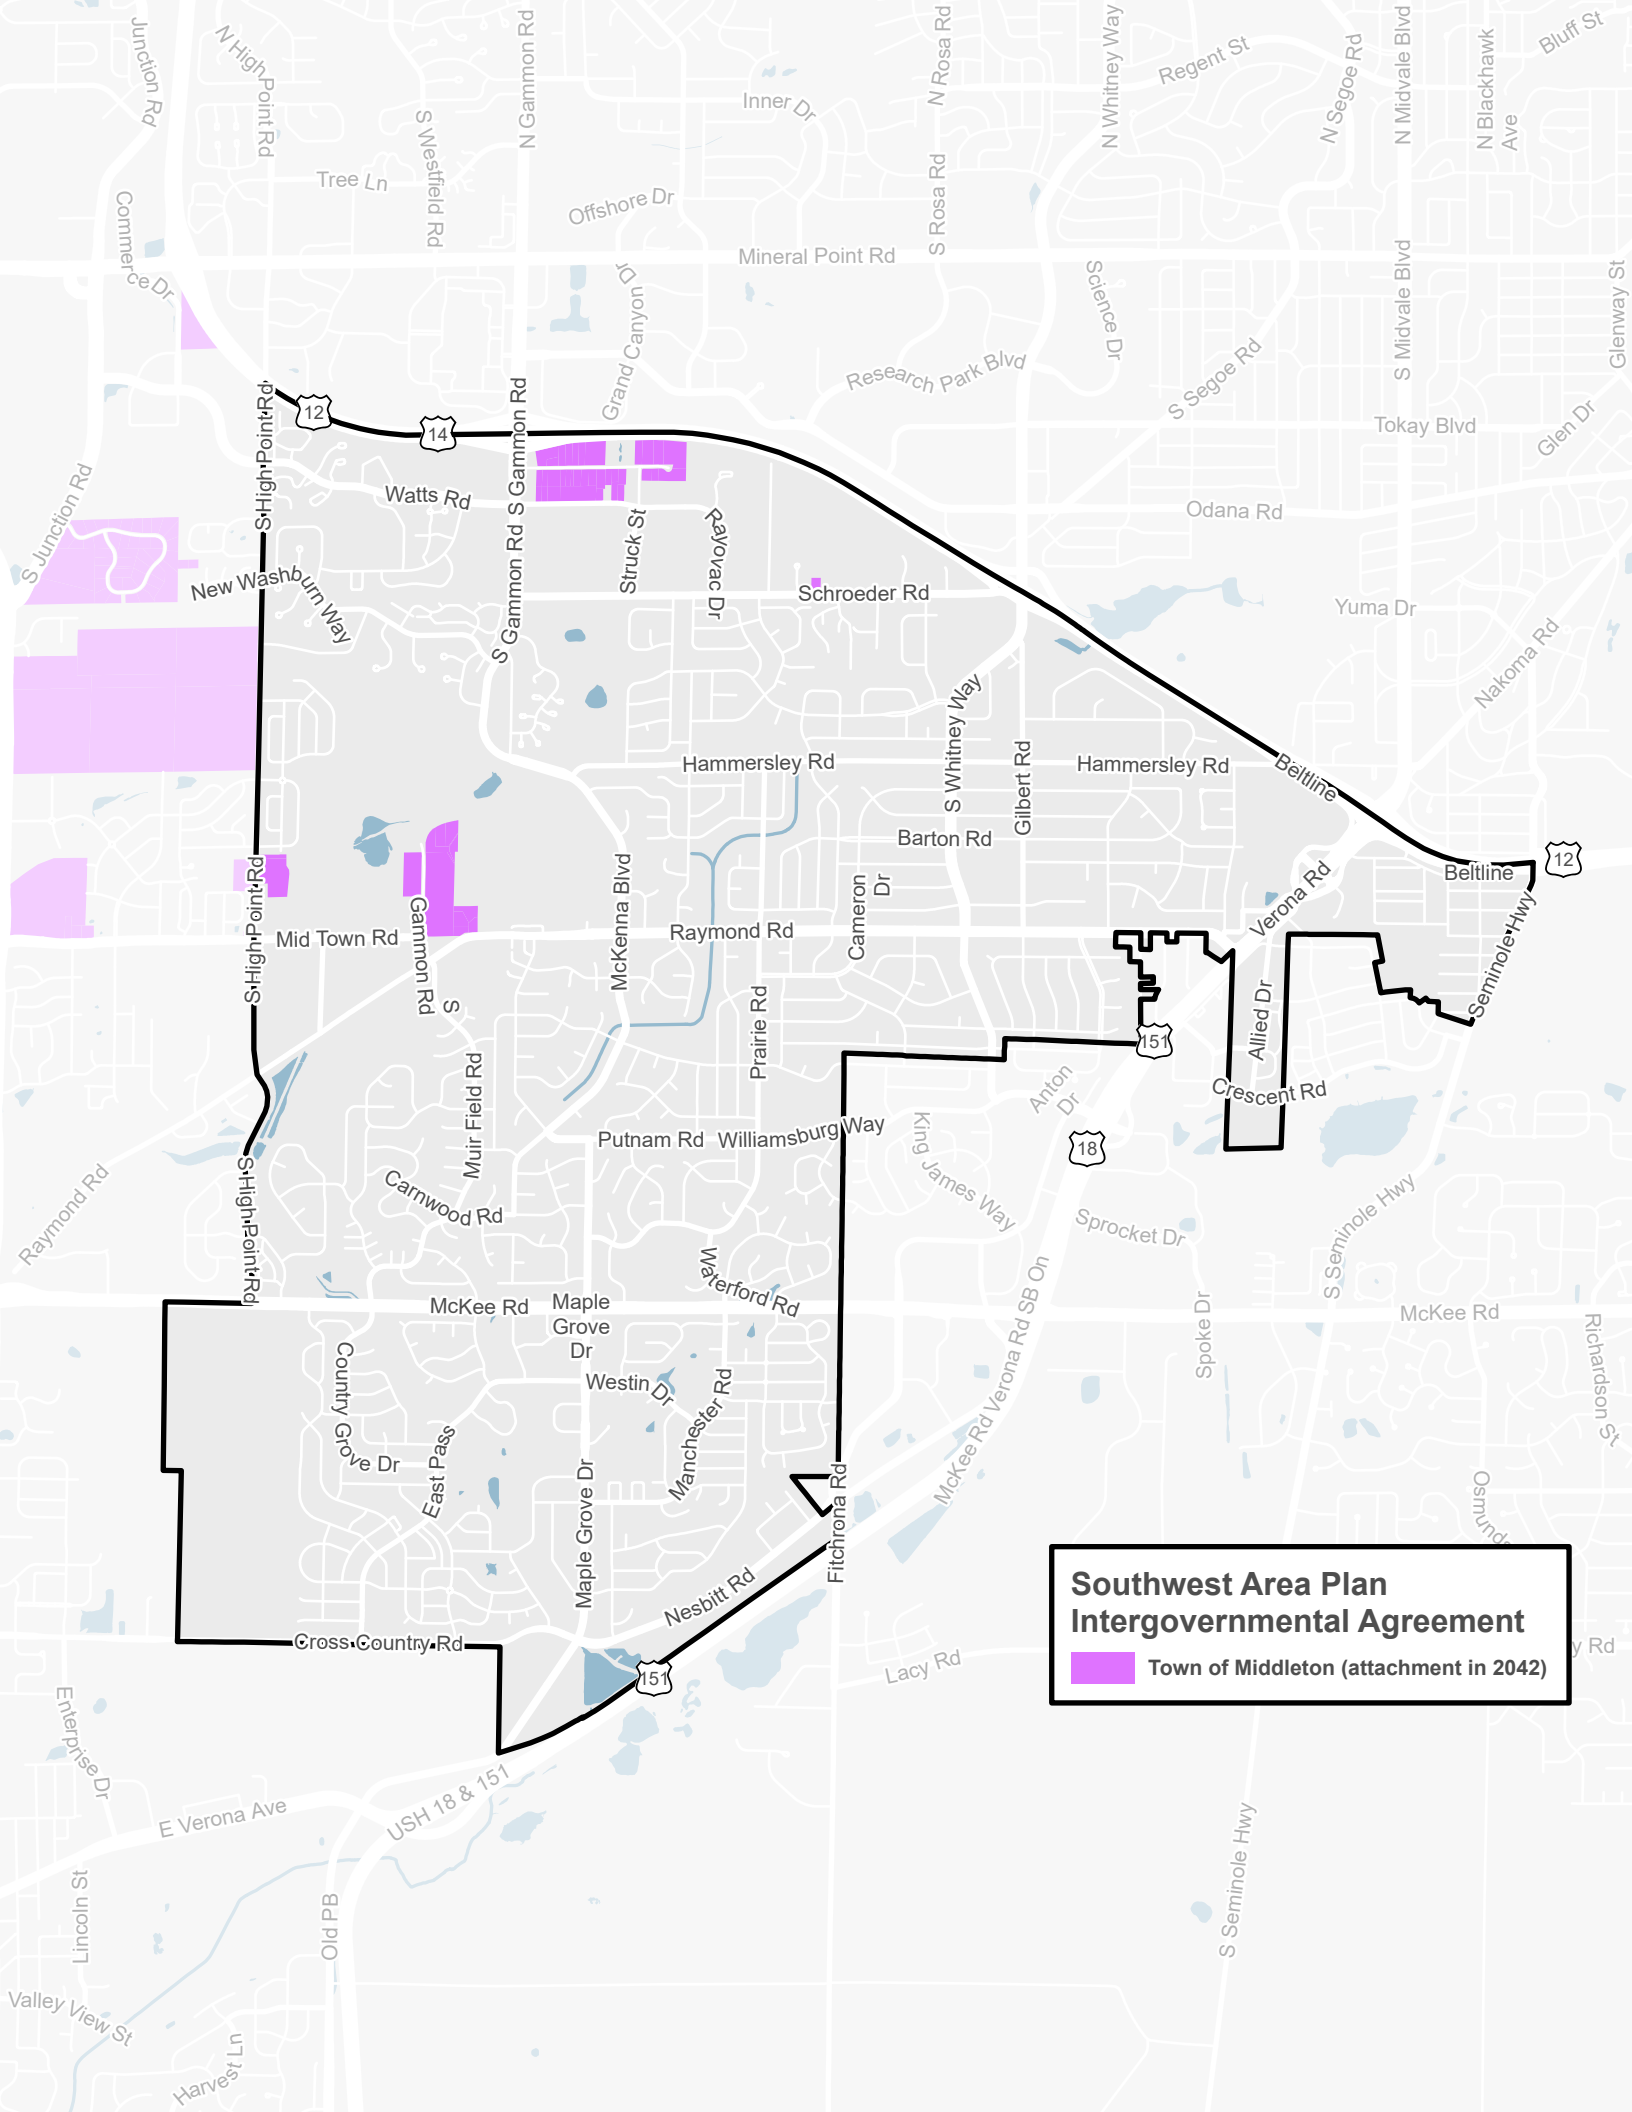 Junction Rd
N High Point Rd
S Westfield Rd
N Gammon Rd
Inner Dr
N Rosa Rd
N Whitney Way
Regent St
N Segoe Rd
N Midvale Blvd
N Blackhawk
Ave
Bluff St
Tree Ln
Offshore Dr
S Rosa Rd
Commerce Dr
Mineral Point Rd
Grand Canyon Dr
Science Dr
S Midvale Blvd
Glenway St
Research Park Blvd
S Segoe Rd
S High Point Rd
12
14
S Gammon Rd
Tokay Blvd
Glen Dr
S Junction Rd
Watts Rd
Struck St
Rayovac Dr
Odana Rd
New Washburn Way
S Gammon Rd
Schroeder Rd
Yuma Dr
Nakoma Rd
S Whitney Way
Hammersley Rd
Gilbert Rd
Hammersley Rd
Beltline
Barton Rd
12
Beltline
S High Point Rd
McKenna Blvd
Cameron
Dr
Verona Rd
Seminole Hwy
Mid Town Rd
Gammon Rd
S
Raymond Rd
Prairie Rd
Allied Dr
151
Muir Field Rd
Anton
Dr
Crescent Rd
Putnam Rd
Williamsburg Way
King James Way
18
Raymond Rd
S High Point Rd
Carnwood Rd
Sprocket Dr
S Seminole Hwy
Waterford Rd
McKee Rd
Maple
Grove
Dr
McKee Rd Verona Rd SB On
Spoke Dr
McKee Rd
Richardson St
Country Grove Dr
Westin Dr
Manchester Rd
East Pass
Maple Grove Dr
Fitchrona Rd
Osmunds
Nesbitt Rd
Southwest Area Plan
Intergovernmental Agreement
Town of Middleton (attachment in 2042)
y Rd
Cross Country Rd
151
Lacy Rd
Enterprise Dr
E Verona Ave
USH 18 & 151
S Seminole Hwy
Lincoln St
Old PB
Valley View St
Harvest Ln